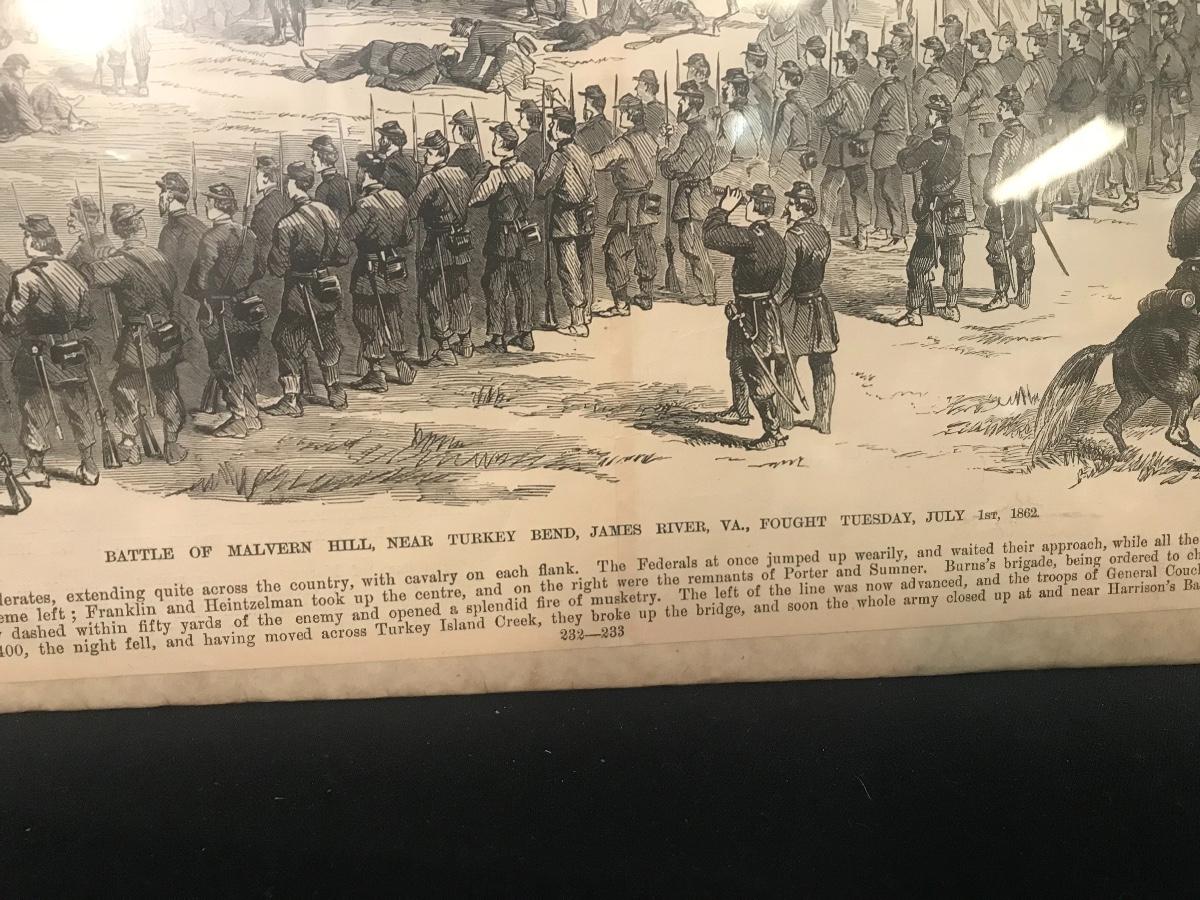 BATTLE OF MALVERN HILL, NEAR TURKEY BEND, JAMES RIVER, VA., FOUGHT TUESDAY, JULY 1ST, 1862.
lerates, extending quite across the country, with cavalry on each flank. The Federals at once jumped up wearily, and waited their approach, while all the
eme left; Franklin and Heintzelman took up the centre, and on the right were the remnants of Porter and Sumner. Burns's brigade, being ordered to ch
dashed within fifty yards of the enemy and opened a splendid fire of musketry. The left of the line was now advanced, and the troops of General Couch
400, the night fell, and having moved across Turkey Island Creek, they broke up the bridge, and soon the whole army closed up at and near Harrison's Ba
232—233